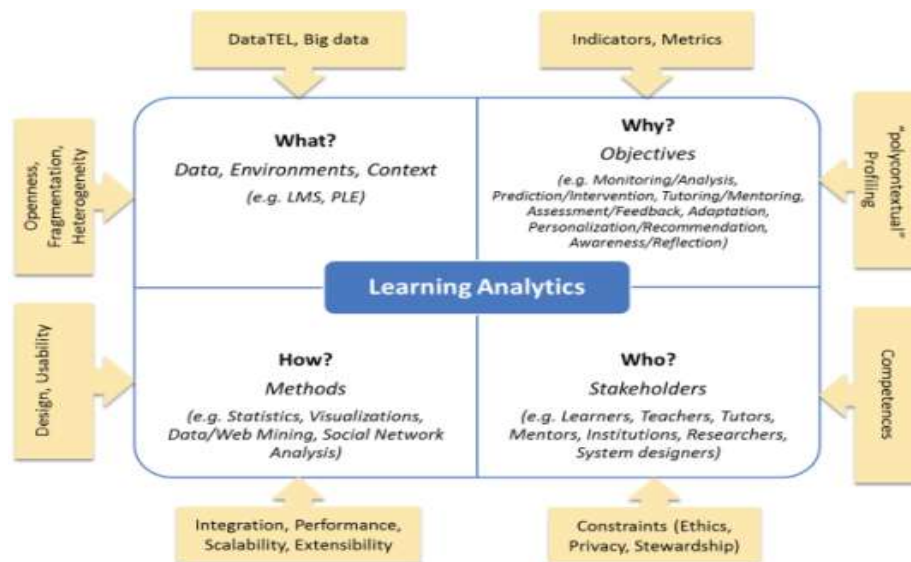 DataTEL, Big data
Indicators, Metrics
Openness,
Fragmentation,
Heterogeneity
What?
Data, Environments, Context
(e.g. LMS, PLE)
Why?
Objectives
(e.g. Monitoring/Analysis,
Prediction/Intervention, Tutoring/Mentoring,
Assessment/Feedback, Adaptation,
Personalization/Recommendation,
Awareness/Reflection)
“polycontextual”
Profiling
Learning Analytics
Design, Usability
How?
Methods
(e.g. Statistics, Visualizations,
Data/Web Mining, Social Network
Analysis)
Who?
Stakeholders
(e.g. Learners, Teachers, Tutors,
Mentors, Institutions, Researchers,
System designers)
Competences
Integration, Performance,
Scalability, Extensibility
Constraints (Ethics,
Privacy, Stewardship)